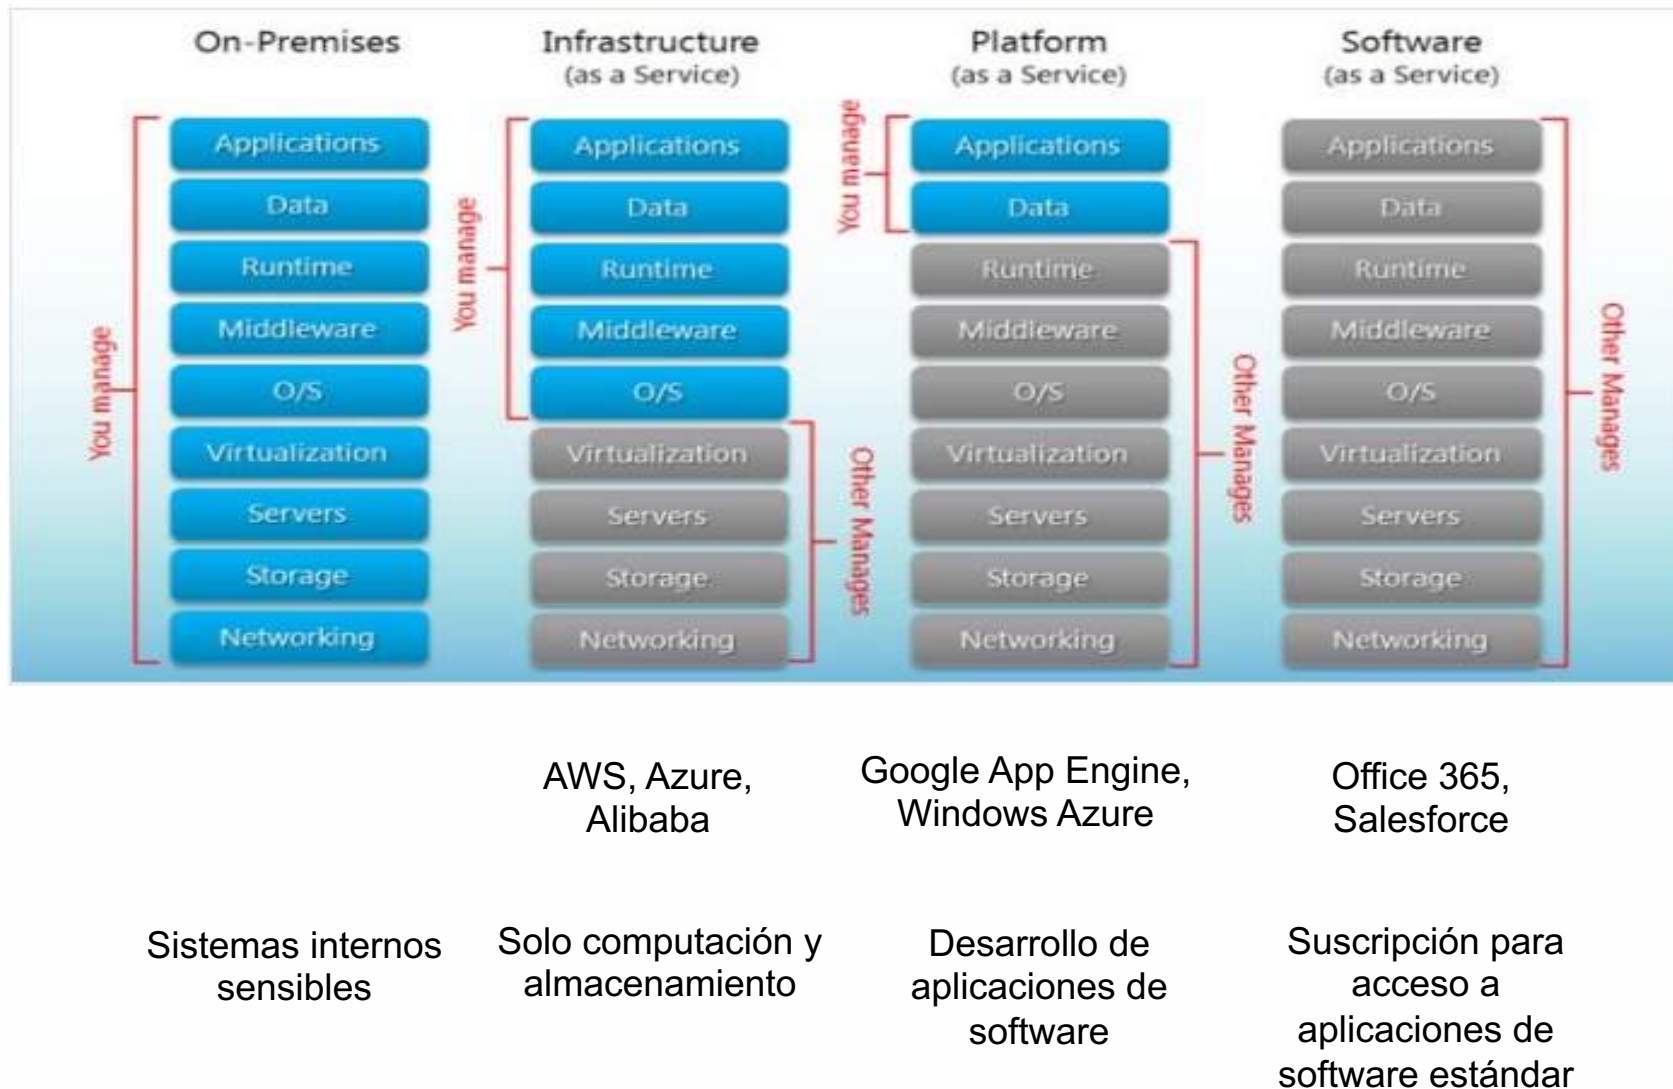 On-Premises
You manage
Applications
Data
Runtime
Middleware
O/S
Virtualization
Servers
Storage
Networking
Infrastructure
(as a Service)
You manage
Applications
Data
Runtime
Middleware
O/S
Virtualization
Servers
Storage
Networking
Other Manages
Platform
(as a Service)
You manage
Applications
Data
Runtime
Middleware
O/S
Virtualization
Servers
Storage
Networking
Other Manages
Software
(as a Service)
Applications
Data
Runtime
Middleware
O/S
Virtualization
Servers
Storage
Networking
Other Manages
AWS, Azure,
Alibaba
Google App Engine,
Windows Azure
Office 365,
Salesforce
Sistemas internos
sensibles
Solo computación y
almacenamiento
Desarrollo de
aplicaciones de
software
Suscripción para
acceso a
aplicaciones de
software estándar